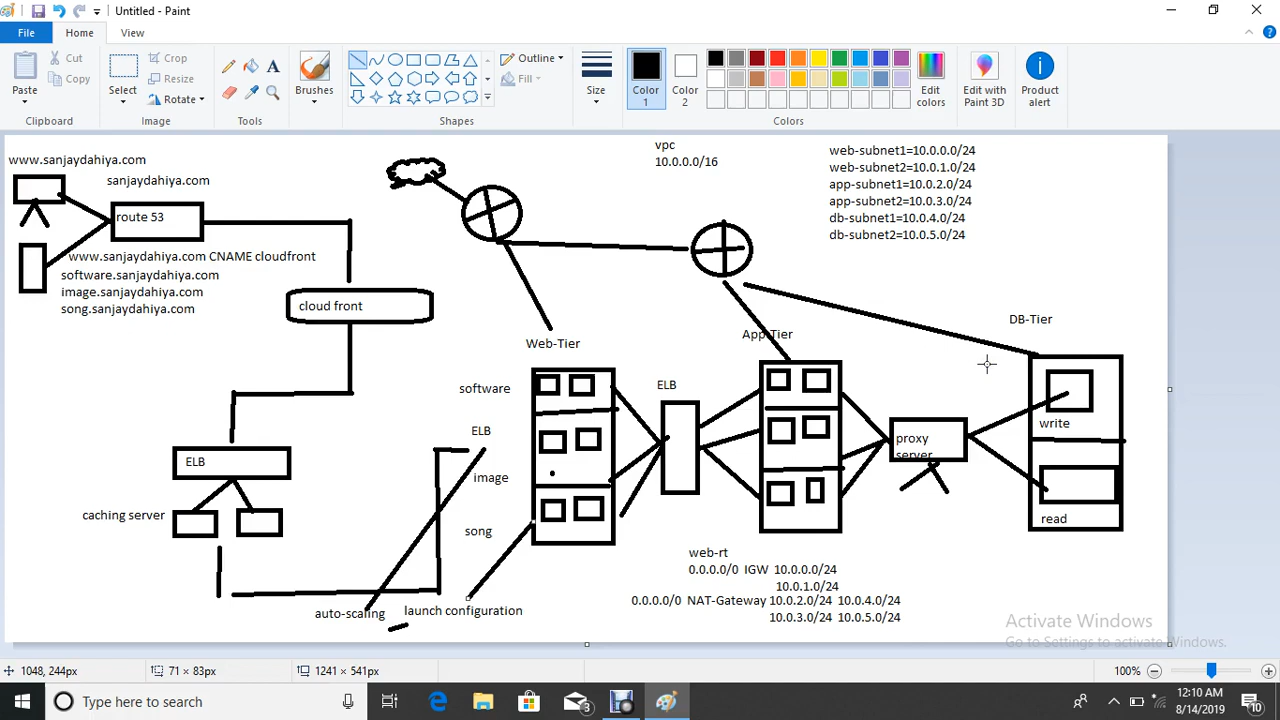 Untitled - Paint
File Home View
Paste
Cut
Copy
Clipboard
Select
Crop
Resize
Rotate
Image
Tools
Brushes
Outline
Fill
Shapes
Size
Color 1
Color 2
Edit colors
Colors
Edit with Paint 3D
Product alert
www.sanjaydahiya.com
sanjaydahiya.com
route 53
www.sanjaydahiya.com CNAME cloudfront
software.sanjaydahiya.com
image.sanjaydahiya.com
song.sanjaydahiya.com
cloud front
vpc
10.0.0.0/16
web-subnet1=10.0.0.0/24
web-subnet2=10.0.1.0/24
app-subnet1=10.0.2.0/24
app-subnet2=10.0.3.0/24
db-subnet1=10.0.4.0/24
db-subnet2=10.0.5.0/24
Web-Tier
App-Tier
DB-Tier
software
ELB
image
song
ELB
proxy
server
write
read
ELB
caching server
auto-scaling
launch configuration
web-rt
0.0.0.0/0 IGW 10.0.0.0/24
10.0.1.0/24
0.0.0.0/0 NAT-Gateway 10.0.2.0/24 10.0.4.0/24
10.0.3.0/24 10.0.5.0/24
Activate Windows
Go to Settings to activate Windows.
1048, 244px
71 × 83px
1241 × 541px
100%
Type here to search
3
12:10 AM
8/14/2019
10